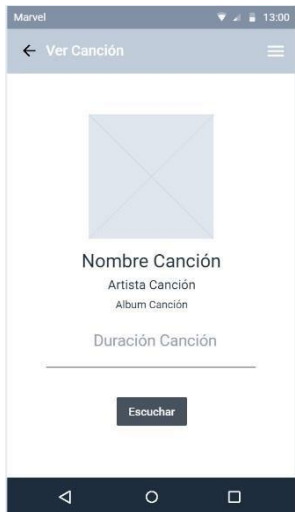 Marvel 13:00
Ver Canción
Nombre Canción
Artista Canción
Album Canción
Duración Canción
Escuchar